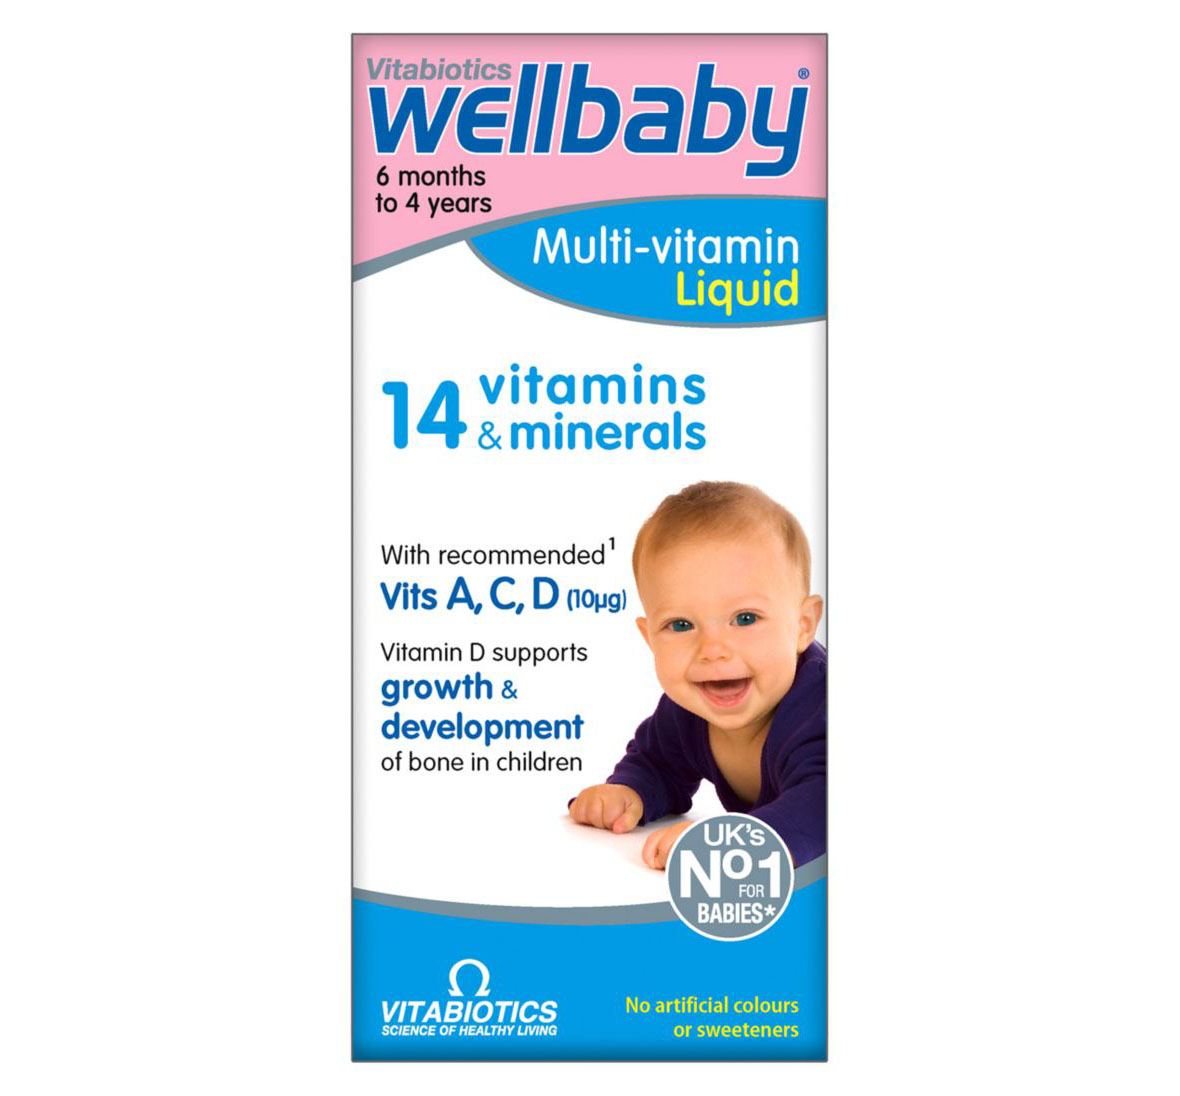 Vitabiotics
wellbaby®
6 months
to 4 years
Multi-vitamin
Liquid
14 vitamins
& minerals
With recommended¹
Vits A, C, D (10µg)
Vitamin D supports
growth &
development
of bone in children
UK's
Nº1
FOR
BABIES*
VITABIOTICS
SCIENCE OF HEALTHY LIVING
No artificial colours
or sweeteners